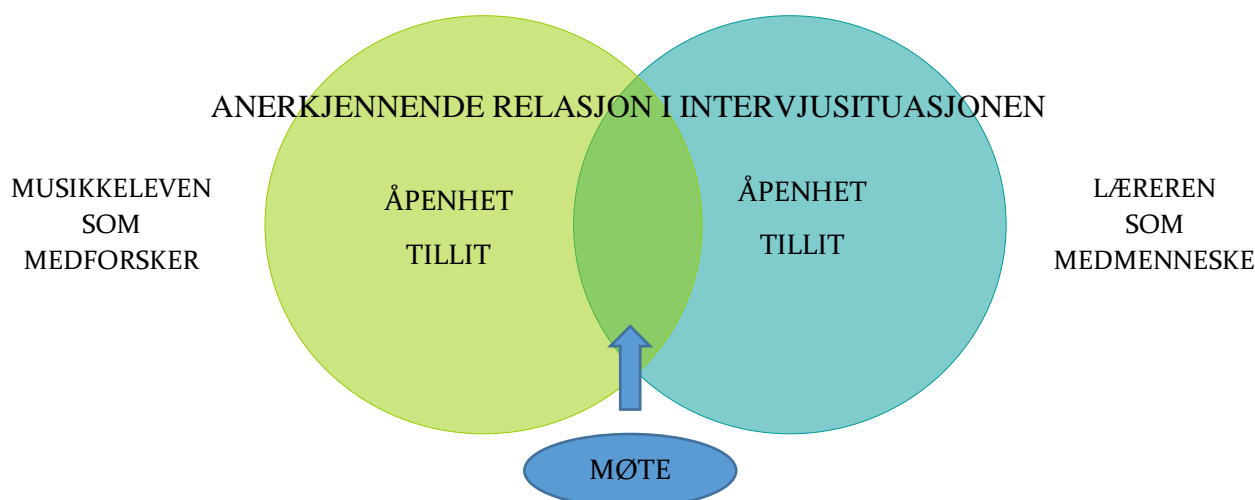 ANERKJENNENDE RELASJON I INTERVJUSITUASJONEN
MUSIKKELEVEN
SOM
MEDFORSKER
ÅPENHET
TILLIT
ÅPENHET
TILLIT
LÆREREN
SOM
MEDMENNESKE
MØTE